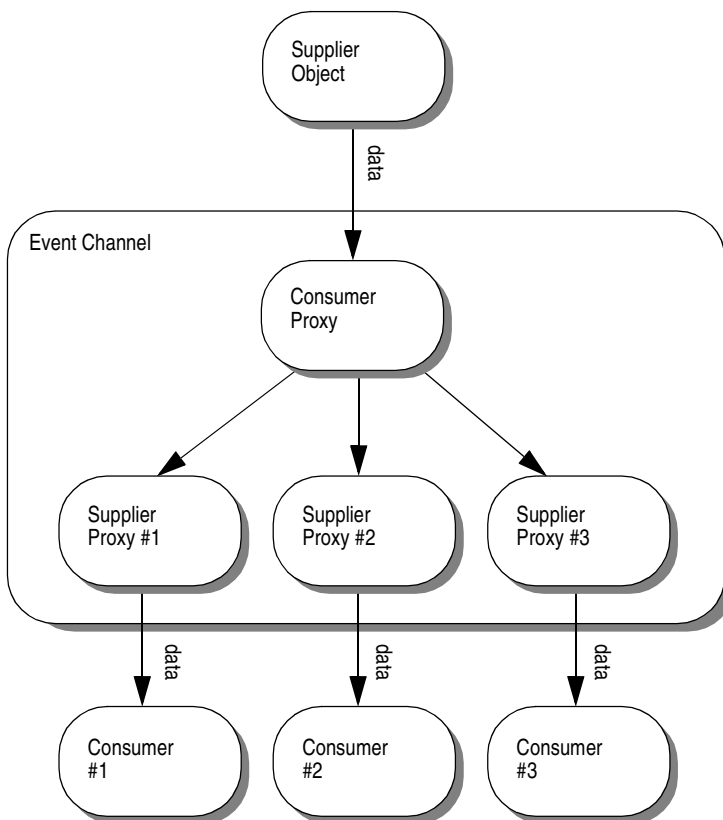 Supplier
Object
data
Event Channel
Consumer
Proxy
Supplier
Proxy #1
Supplier
Proxy #2
Supplier
Proxy #3
data
data
data
Consumer
#1
Consumer
#2
Consumer
#3